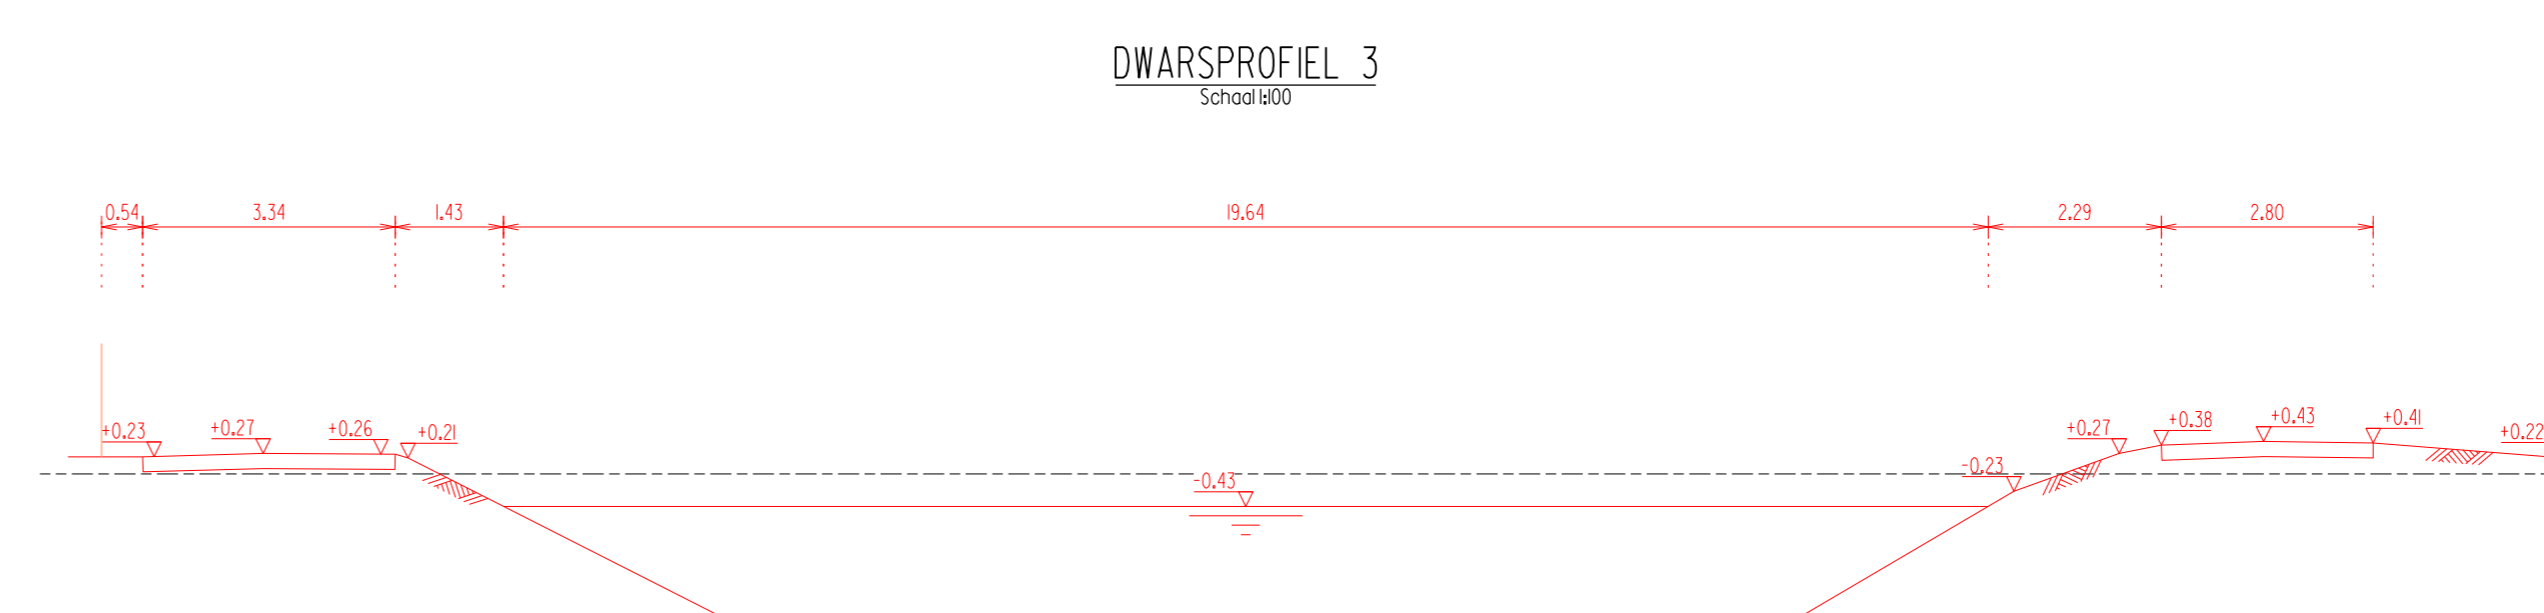 DWARSPROFIEL 3
Schaal 1:100
0.54 3.34 1.43 19.64 2.29 2.80
+0.23 +0.27 +0.26 +0.21 -0.43 -0.23 +0.27 +0.38 +0.43 +0.41 +0.22